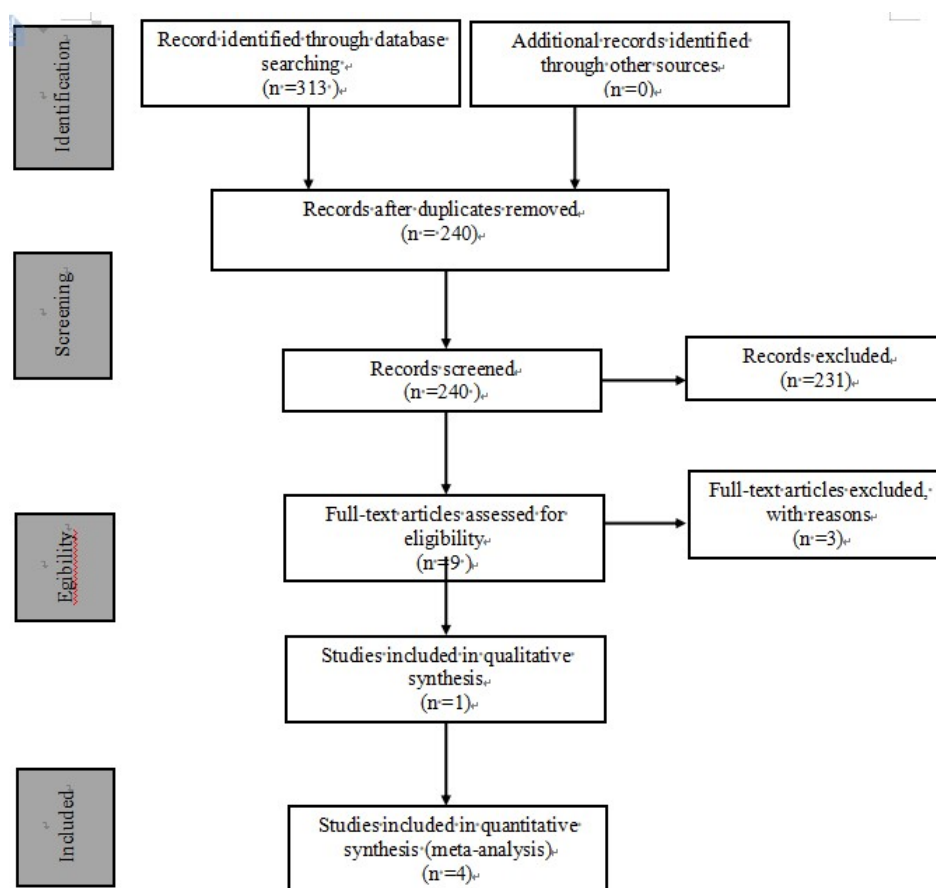 Identification
Record identified through database
searching
(n =313 )
Additional records identified
through other sources
(n =0)
Records after duplicates removed
(n = 240)
Screening
Records screened
(n =240 )
Records excluded
(n =231)
Egibility
Full-text articles assessed for
eligibility
(n =9 )
Full-text articles excluded,
with reasons
(n =3)
Studies included in qualitative
synthesis
(n =1)
Included
Studies included in quantitative
synthesis (meta-analysis)
(n =4)